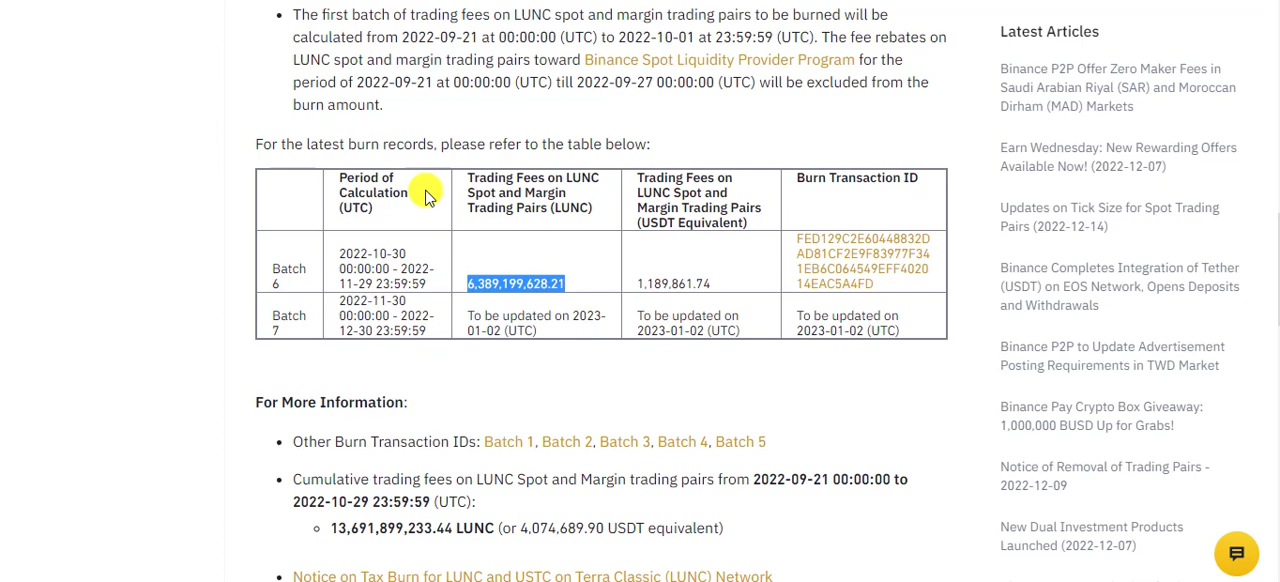 The first batch of trading fees on LUNC spot and margin trading pairs to be burned will be
calculated from 2022-09-21 at 00:00:00 (UTC) to 2022-10-01 at 23:59:59 (UTC). The fee rebates on
LUNC spot and margin trading pairs toward Binance Spot Liquidity Provider Program for the
period of 2022-09-21 at 00:00:00 (UTC) till 2022-09-27 00:00:00 (UTC) will be excluded from the
burn amount.
For the latest burn records, please refer to the table below:
Period of
Calculation
(UTC)
Trading Fees on LUNC
Spot and Margin
Trading Pairs (LUNC)
Trading Fees on
LUNC Spot and
Margin Trading Pairs
(USDT Equivalent)
Burn Transaction ID
Batch
6
2022-10-30
00:00:00 - 2022-
11-29 23:59:59
6,389,199,628.21
1,189,861.74
FED129C2E60448832D
AD81CF2E9F83977F34
1EB6C064549EFF4020
14EAC5A4FD
Batch
7
2022-11-30
00:00:00 - 2022-
12-30 23:59:59
To be updated on 2023-
01-02 (UTC)
To be updated on
2023-01-02 (UTC)
To be updated on
2023-01-02 (UTC)
For More Information:
Other Burn Transaction IDs: Batch 1, Batch 2, Batch 3, Batch 4, Batch 5
Cumulative trading fees on LUNC Spot and Margin trading pairs from 2022-09-21 00:00:00 to
2022-10-29 23:59:59 (UTC):
13,691,899,233.44 LUNC (or 4,074,689.90 USDT equivalent)
Notice on Tax Burn for LUNC and USTC on Terra Classic (LUNC) Network
Latest Articles
Binance P2P Offer Zero Maker Fees in
Saudi Arabian Riyal (SAR) and Moroccan
Dirham (MAD) Markets
Earn Wednesday: New Rewarding Offers
Available Now! (2022-12-07)
Updates on Tick Size for Spot Trading
Pairs (2022-12-14)
Binance Completes Integration of Tether
(USDT) on EOS Network, Opens Deposits
and Withdrawals
Binance P2P to Update Advertisement
Posting Requirements in TWD Market
Binance Pay Crypto Box Giveaway:
1,000,000 BUSD Up for Grabs!
Notice of Removal of Trading Pairs -
2022-12-09
New Dual Investment Products
Launched (2022-12-07)